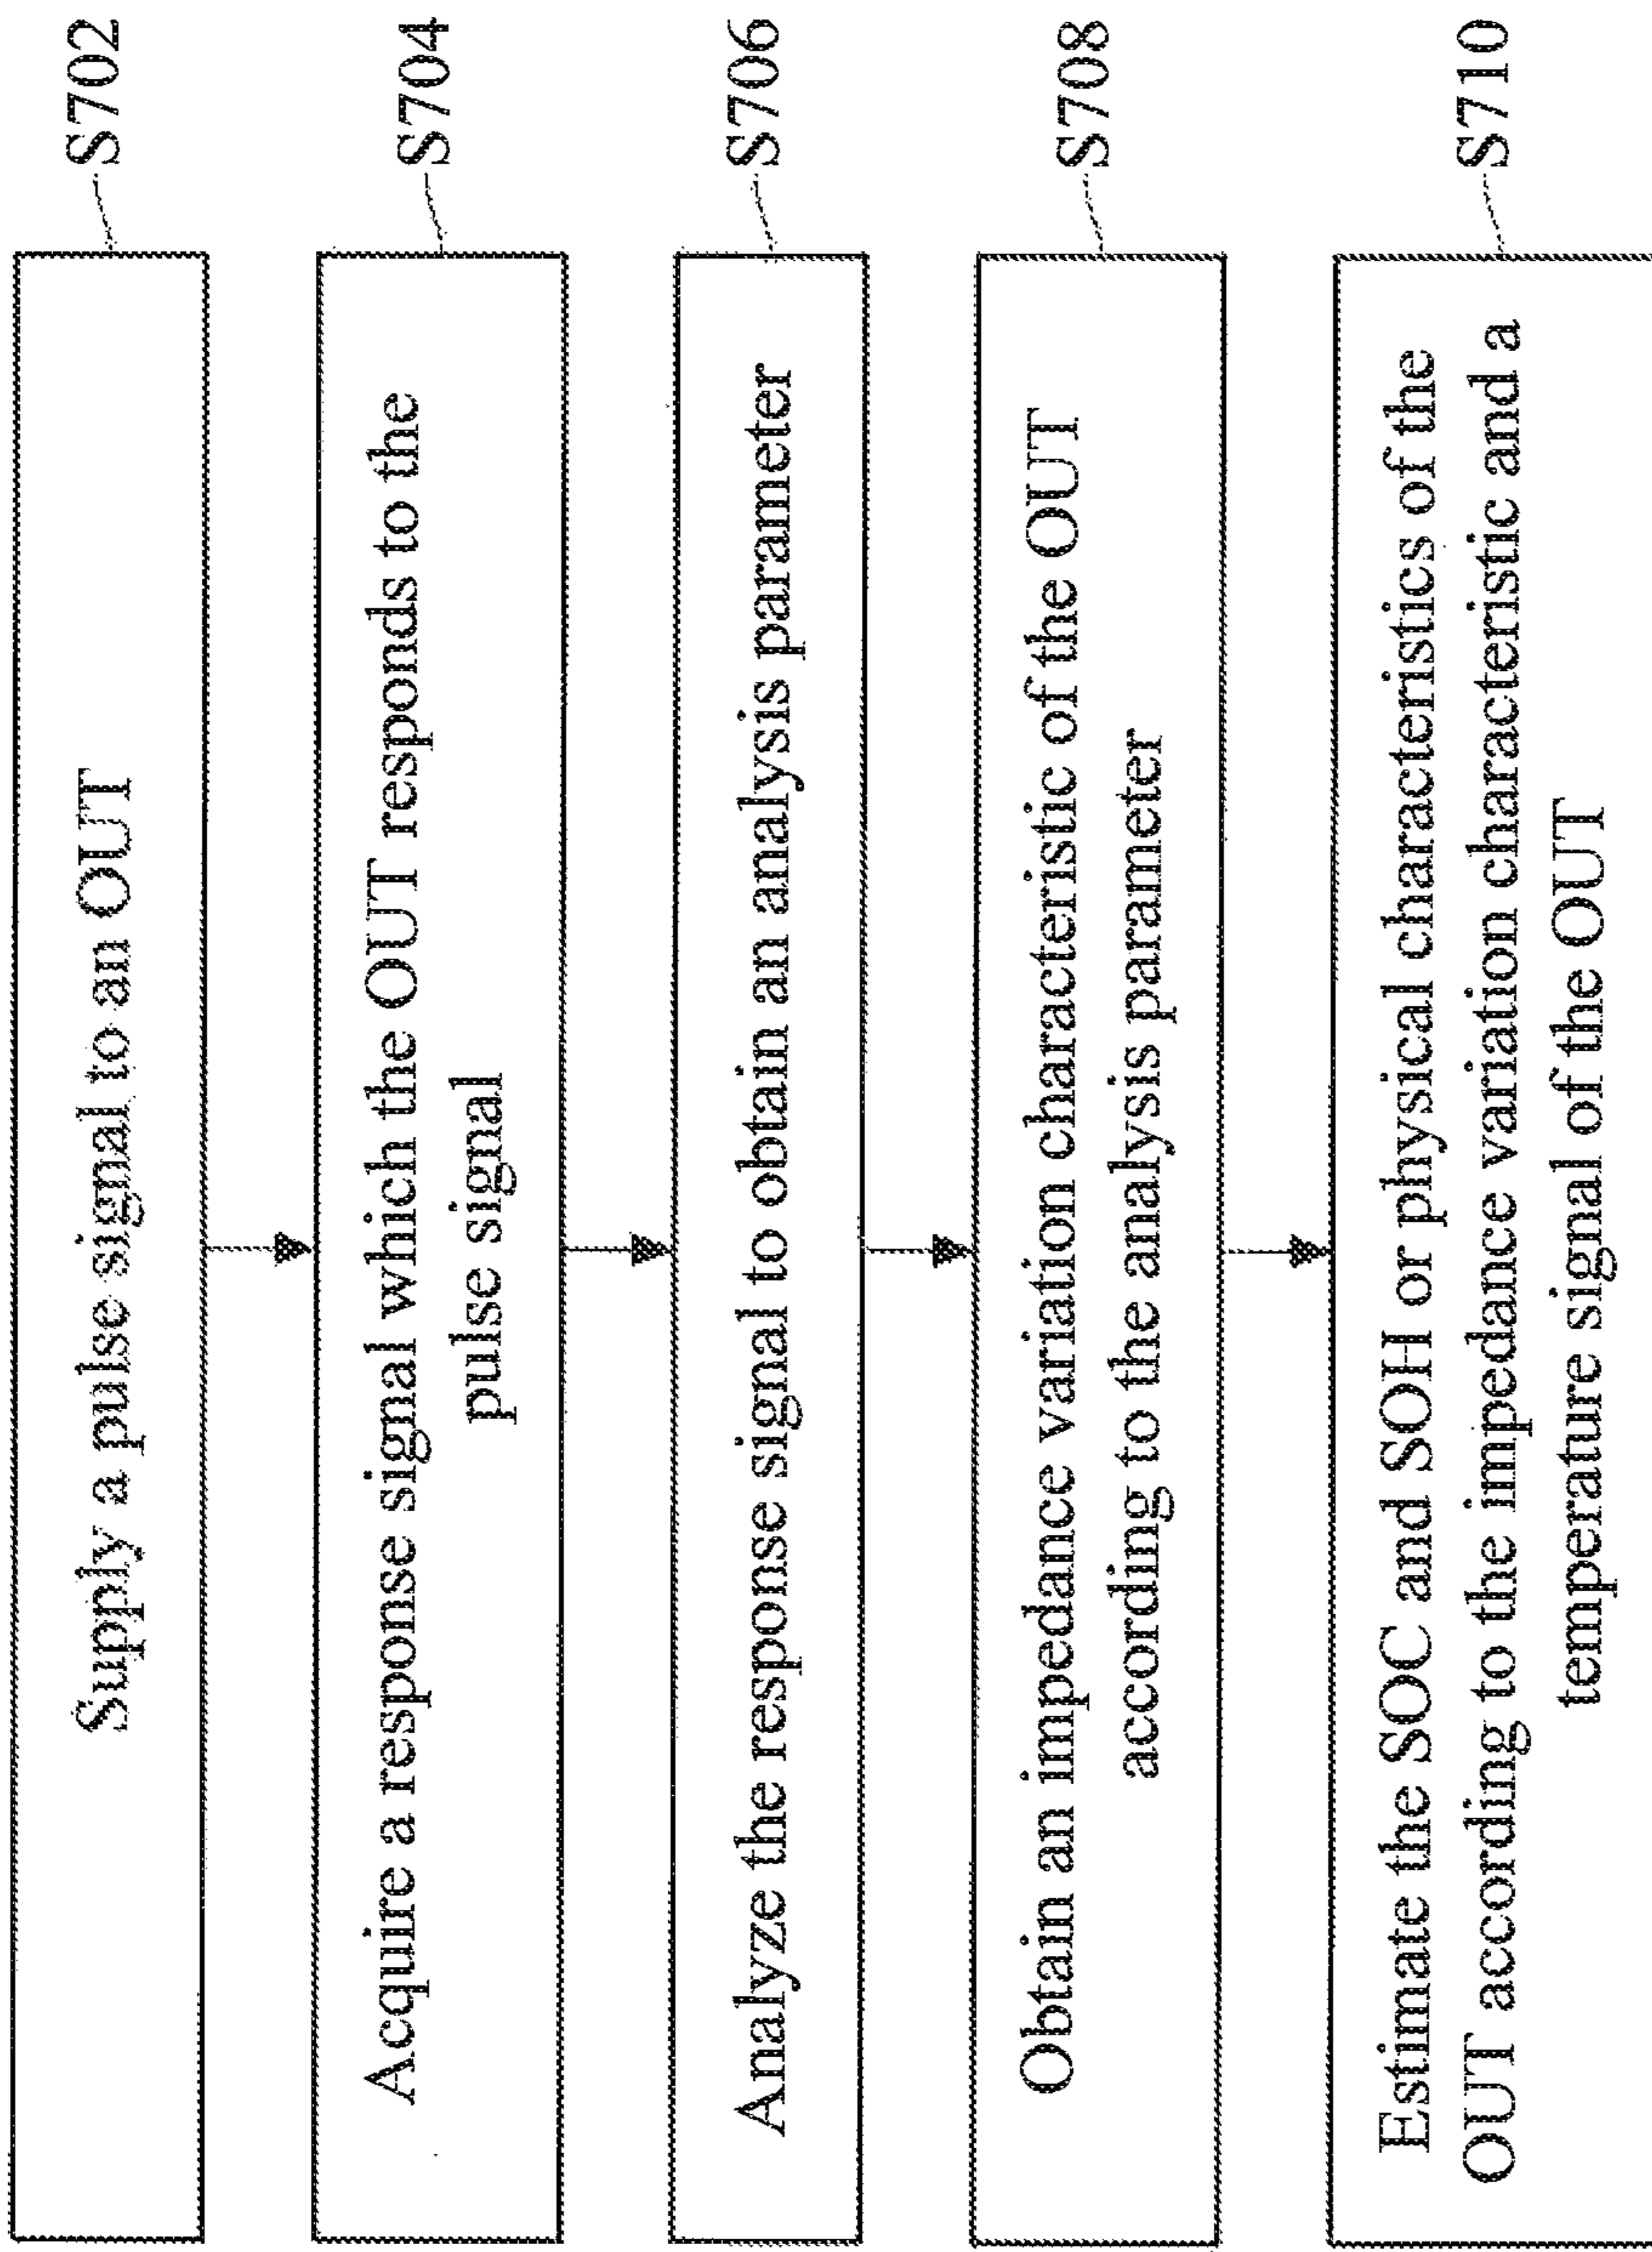 Supply a pulse signal to an OUT
S702
Acquire a response signal which the OUT responds to the
pulse signal
S704
Analyze the response signal to obtain an analysis parameter
S706
Obtain an impedance variation characteristic of the OUT
according to the analysis parameter
S708
Estimate the SOC and SOH or physical characteristics of the
OUT according to the impedance variation characteristic and a
temperature signal of the OUT
S710